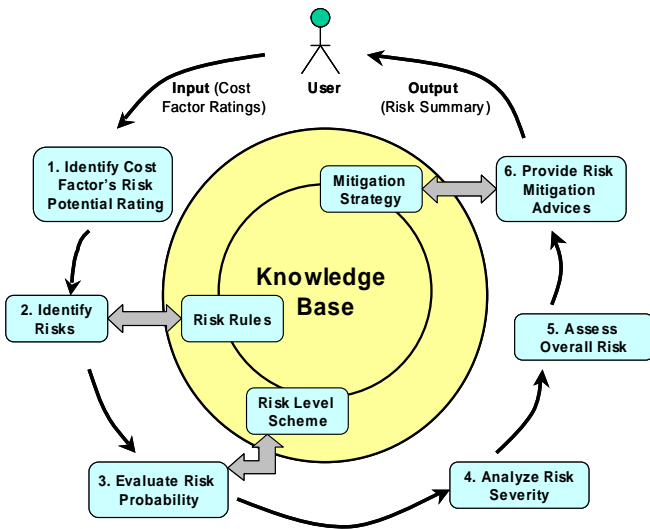 Input (Cost
Factor Ratings)
User
Output
(Risk Summary)
1. Identify Cost
Factor's Risk
Potential Rating
Mitigation
Strategy
6. Provide Risk
Mitigation
Advices
Knowledge
Base
2. Identify
Risks
Risk Rules
5. Assess
Overall Risk
Risk Level
Scheme
3. Evaluate Risk
Probability
4. Analyze Risk
Severity